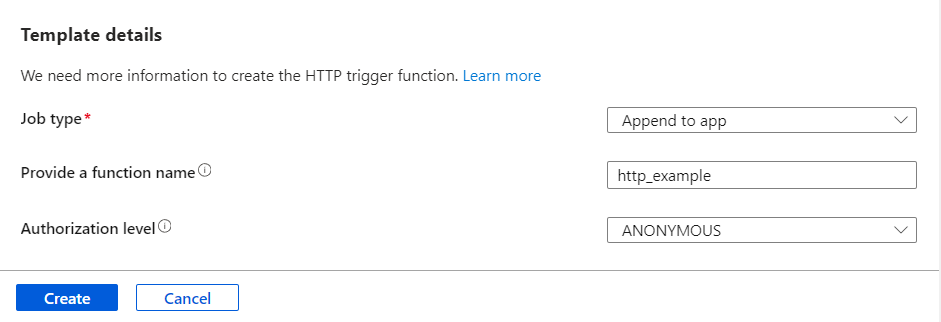 Template details
We need more information to create the HTTP trigger function. Learn more
Job type* Append to app
Provide a function name http_example
Authorization level ANONYMOUS
Create Cancel